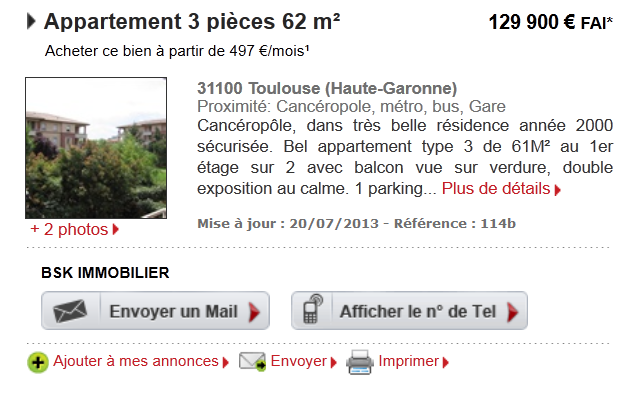 Appartement 3 pièces 62 m²
129 900 € FAI*
Acheter ce bien à partir de 497 €/mois¹
31100 Toulouse (Haute-Garonne)
Proximité: Cancéropole, métro, bus, Gare
Cancéropôle, dans très belle résidence année 2000
sécurisée. Bel appartement type 3 de 61M² au 1er
étage sur 2 avec balcon vue sur verdure, double
exposition au calme. 1 parking... Plus de détails
Mise à jour : 20/07/2013 - Référence : 114b
+ 2 photos
BSK IMMOBILIER
Envoyer un Mail
Afficher le n° de Tel
Ajouter à mes annonces
Envoyer
Imprimer